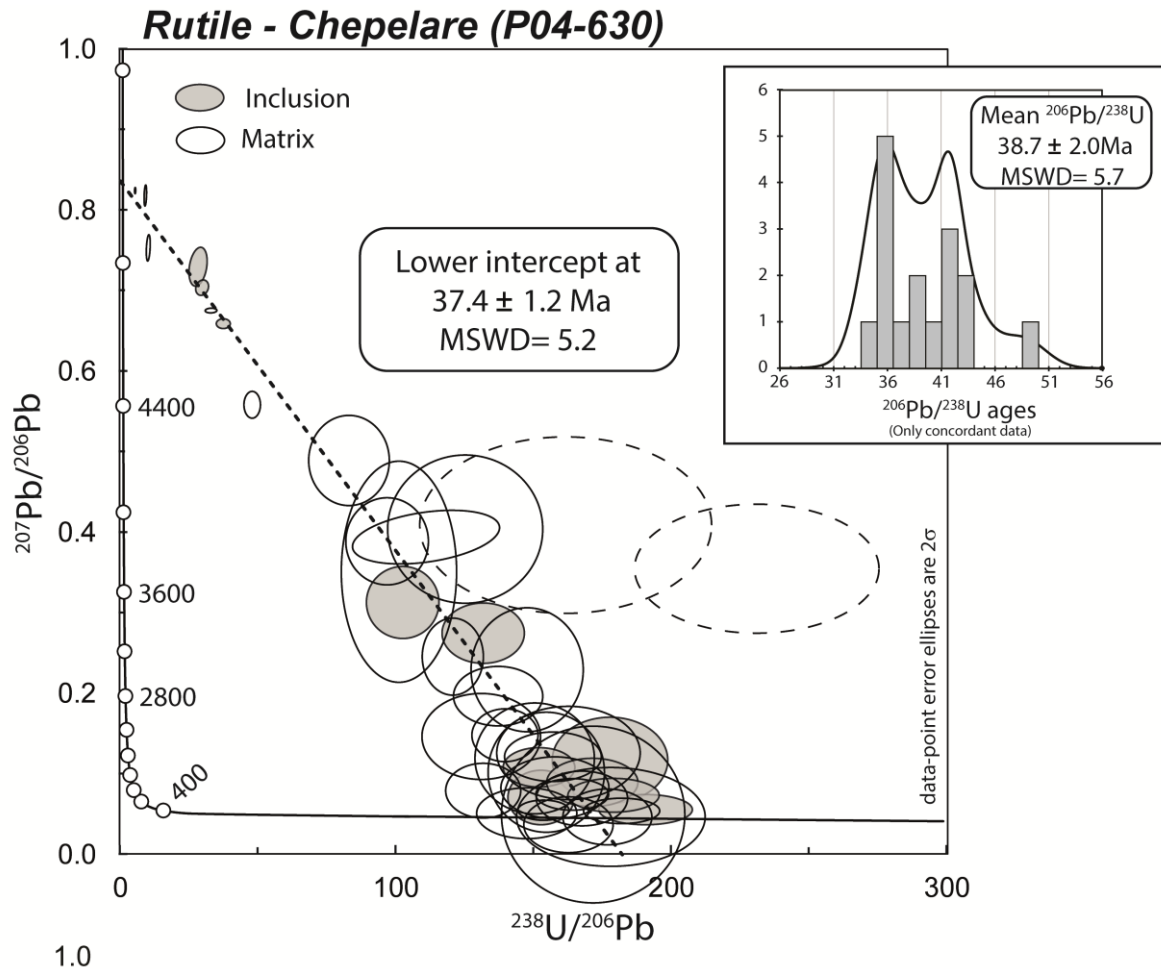 Rutile - Chepelare (P04-630)
1.0
0.8
0.6
0.4
0.2
0.0
²⁰⁷Pb/²⁰⁶Pb
0
100
200
300
²³⁸U/²⁰⁶Pb
Inclusion
Matrix
4400
3600
2800
400
Lower intercept at
37.4 ± 1.2 Ma
MSWD= 5.2
data-point error ellipses are 2σ
6
5
4
3
2
1
0
26
31
36
41
46
51
56
²⁰⁶Pb/²³⁸U ages
(Only concordant data)
Mean ²⁰⁶Pb/²³⁸U
38.7 ± 2.0Ma
MSWD= 5.7
1.0